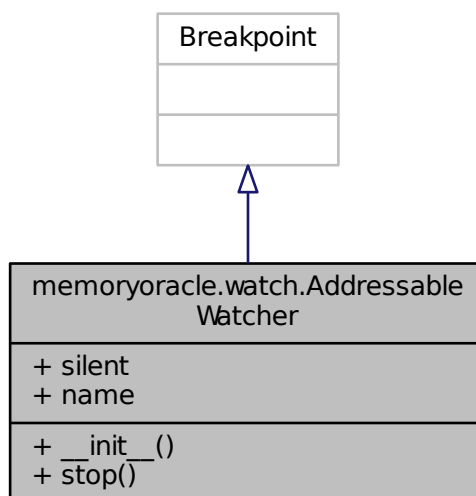 Breakpoint
memoryoracle.watch.Addressable
Watcher
+ silent
+ name
+ __init__()
+ stop()